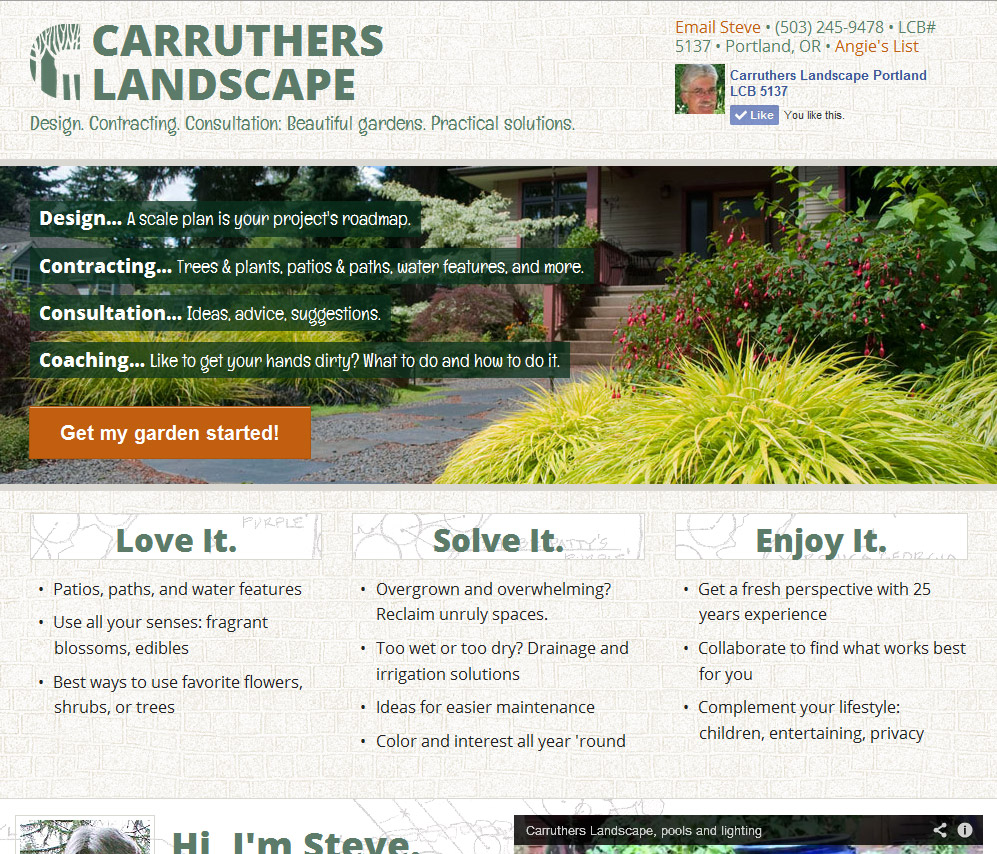 CARRUTHERS
LANDSCAPE
Design. Contracting. Consultation: Beautiful gardens. Practical solutions.
Email Steve • (503) 245-9478 • LCB#
5137 • Portland, OR • Angie's List
Carruthers Landscape Portland
LCB 5137
Like You like this.
Design... A scale plan is your project's roadmap.
Contracting... Trees & plants, patios & paths, water features, and more.
Consultation... Ideas, advice, suggestions.
Coaching... Like to get your hands dirty? What to do and how to do it.
Get my garden started!
PURPLE
Love It.
• Patios, paths, and water features
• Use all your senses: fragrant
blossoms, edibles
• Best ways to use favorite flowers,
shrubs, or trees
Solve It.
• Overgrown and overwhelming?
Reclaim unruly spaces.
• Too wet or too dry? Drainage and
irrigation solutions
• Ideas for easier maintenance
• Color and interest all year 'round
Enjoy It.
• Get a fresh perspective with 25
years experience
• Collaborate to find what works best
for you
• Complement your lifestyle:
children, entertaining, privacy
Hi, I'm Steve.
Carruthers Landscape, pools and lighting